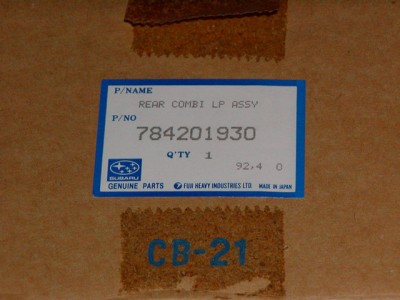 P/NAME
REAR COMBI LP ASSY
P/NO
784201930
Q'TY 1
92.4 0
SUBARU
GENUINE PARTS FUJI HEAVY INDUSTRIES LTD. MADE IN JAPAN
CB-21